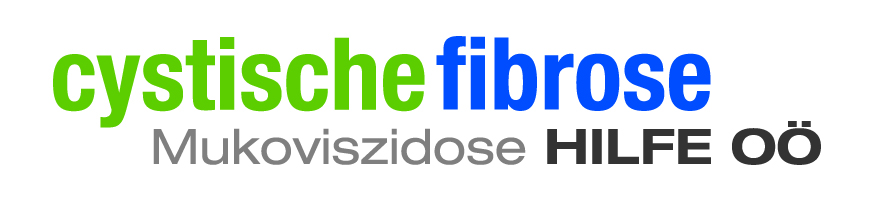 cystische fibrose
Mukoviszidose HILFE OÖ